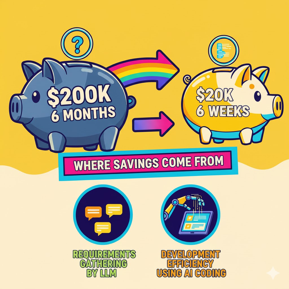 ?
$200K
6 MONTHS
$20K
6 WEEKS
WHERE SAVINGS COME FROM
REQUIREMENTS
GATHERING
BY LLM
DEVELOPMENT
EFFICIENCY
USING AI CODING